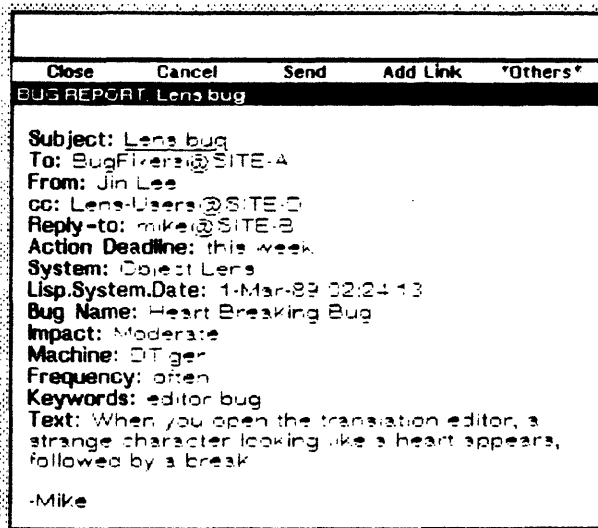 Close Cancel Send Add Link "Others"
BUG REPORT: Lens bug
Subject: Lens bug
To: BugFixers@SITE-A
From: Jin Lee
cc: Lens-Users@SITE-D
Reply-to: mike@SITE-B
Action Deadline: this week
System: Object Lens
Lisp.System.Date: 1-Mar-89 02:24:13
Bug Name: Heart Breaking Bug
Impact: Moderate
Machine:
Frequency: often
Keywords: editor bug
Text: When you open the translation editor, a
strange character looking like a heart appears,
followed by a break
-Mike